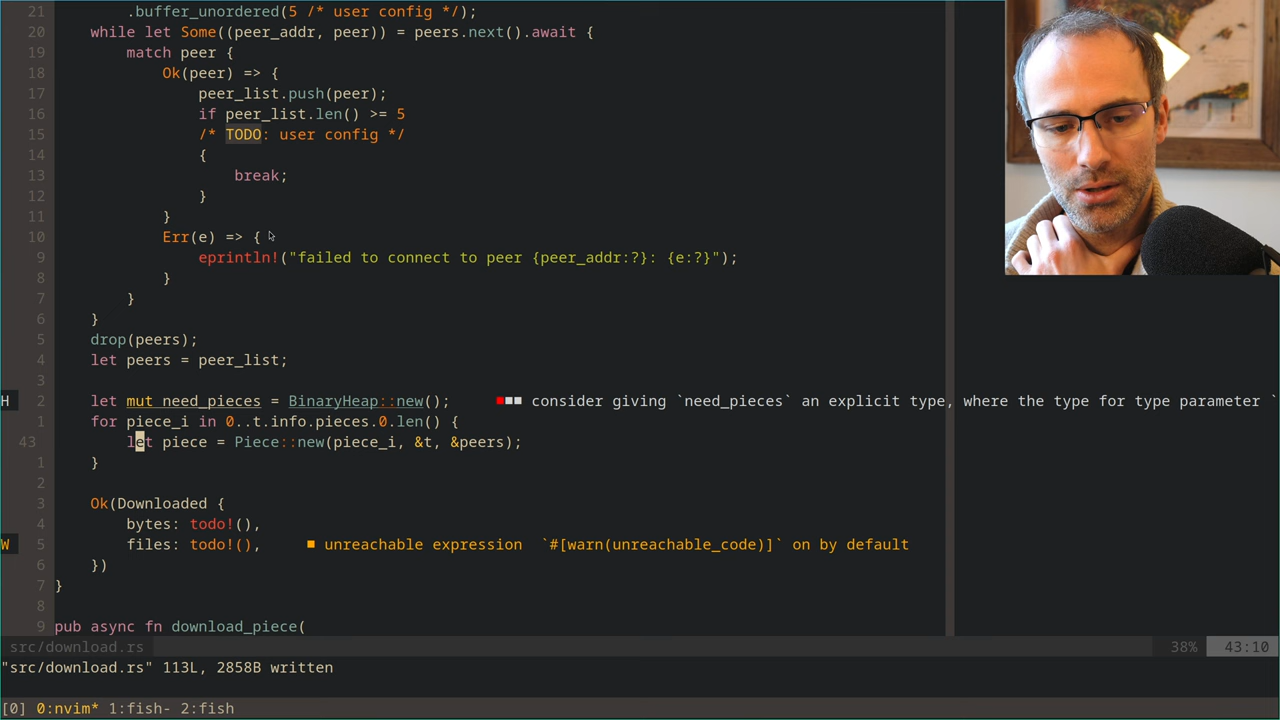 21 .buffer_unordered(5 /* user config */);
20 while let Some((peer_addr, peer)) = peers.next().await {
19 match peer {
18 Ok(peer) => {
17 peer_list.push(peer);
16 if peer_list.len() >= 5
15 /* TODO: user config */
14 {
13 break;
12 }
11 }
10 Err(e) => {
9 eprintln!("failed to connect to peer {peer_addr:?}: {e:?}");
8 }
7 }
6 }
5 drop(peers);
4 let peers = peer_list;
3
H 2 let mut need_pieces = BinaryHeap::new(); ■■■ consider giving `need_pieces` an explicit type, where the type for type parameter `
1 for piece_i in 0..t.info.pieces.0.len() {
43 let piece = Piece::new(piece_i, &t, &peers);
1 }
2
3 Ok(Downloaded {
4 bytes: todo!(),
W 5 files: todo!(), ■ unreachable expression `#[warn(unreachable_code)]` on by default
6 })
7 }
8
9 pub async fn download_piece(
src/download.rs 38% 43:10
"src/download.rs" 113L, 2858B written
[0] 0:nvim* 1:fish- 2:fish